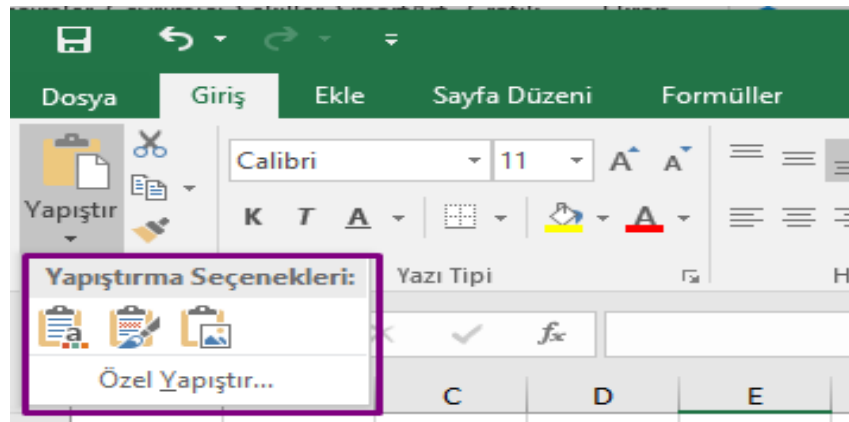 Dosya Giriş Ekle Sayfa Düzeni Formüller
Calibri 11 A A
Yapıştır
K T A A
Yapıştırma Seçenekleri: Yazı Tipi H
a
fx
Özel Yapıştır...
C D E